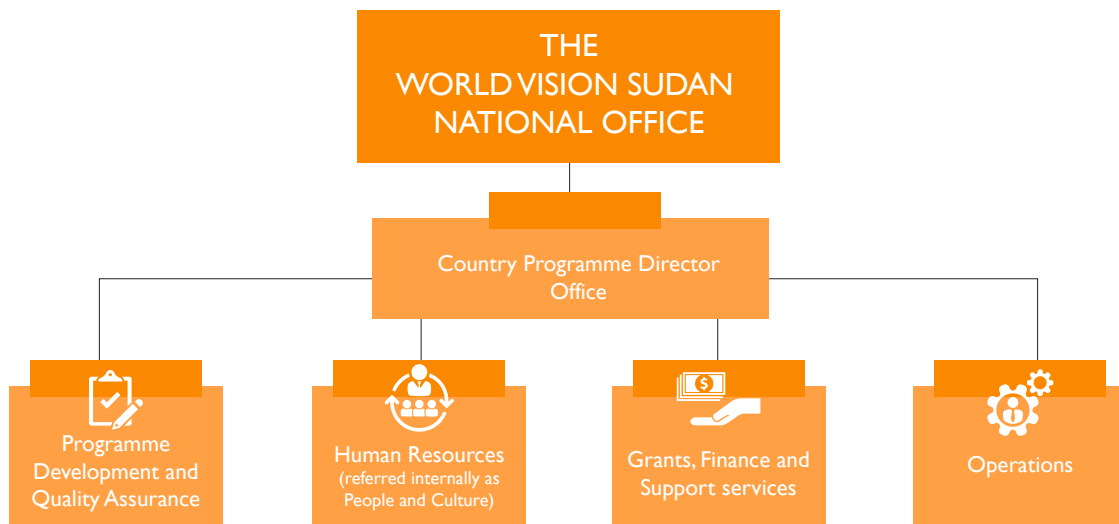 THE
WORLD VISION SUDAN
NATIONAL OFFICE
Country Programme Director
Office
Programme
Development and
Quality Assurance
Human Resources
(referred internally as
People and Culture)
Grants, Finance and
Support services
Operations
$